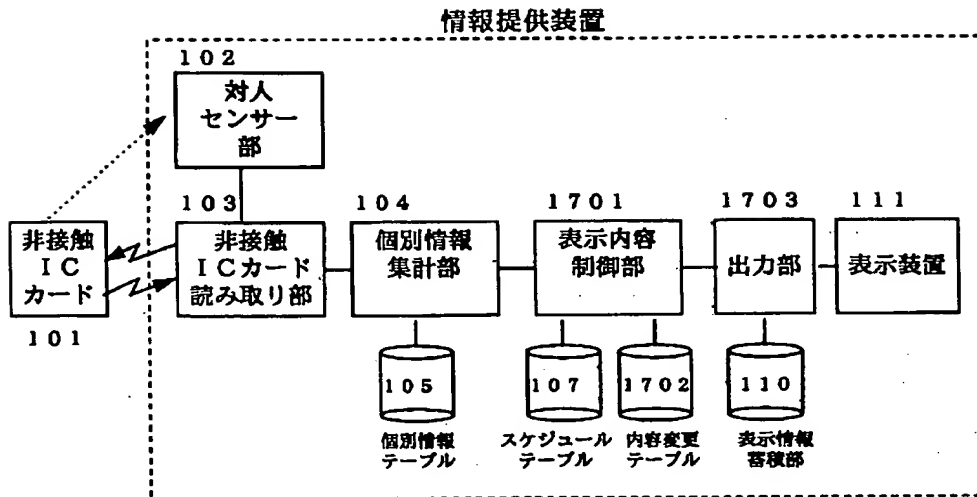 情報提供装置
102
対人
センサー
部
103
104
1701
1703
111
非接触
IC
カード
非接触
ICカード
読み取り部
個別情報
集計部
表示内容
制御部
出力部
表示装置
101
105
107
1702
110
個別情報
テーブル
スケジュール
テーブル
内容変更
テーブル
表示情報
蓄積部